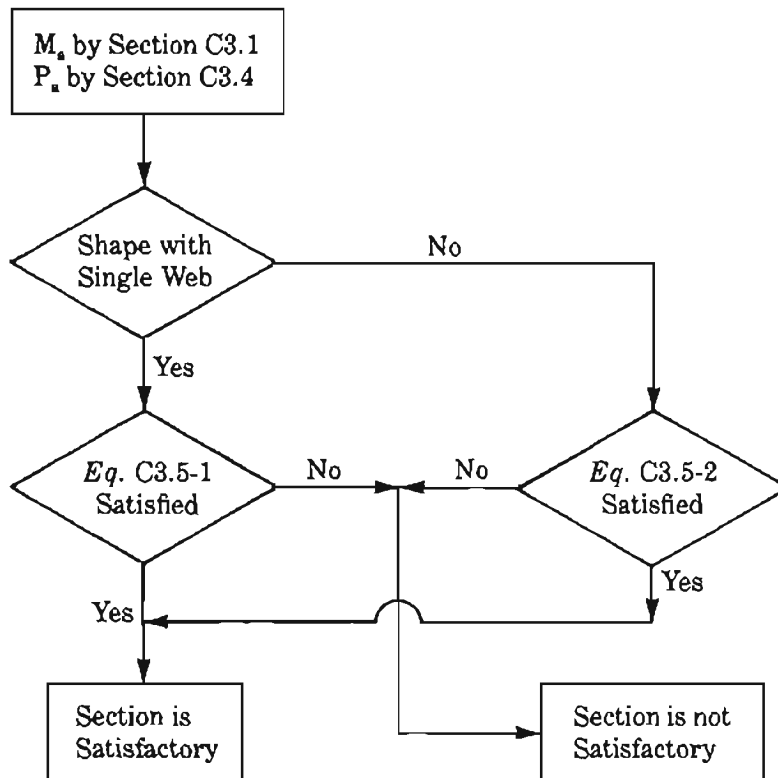 Mₐ by Section C3.1
Pₐ by Section C3.4
Shape with
Single Web
No
Yes
Eq. C3.5-1
Satisfied
No
No
Eq. C3.5-2
Satisfied
Yes
Yes
Section is
Satisfactory
Section is not
Satisfactory